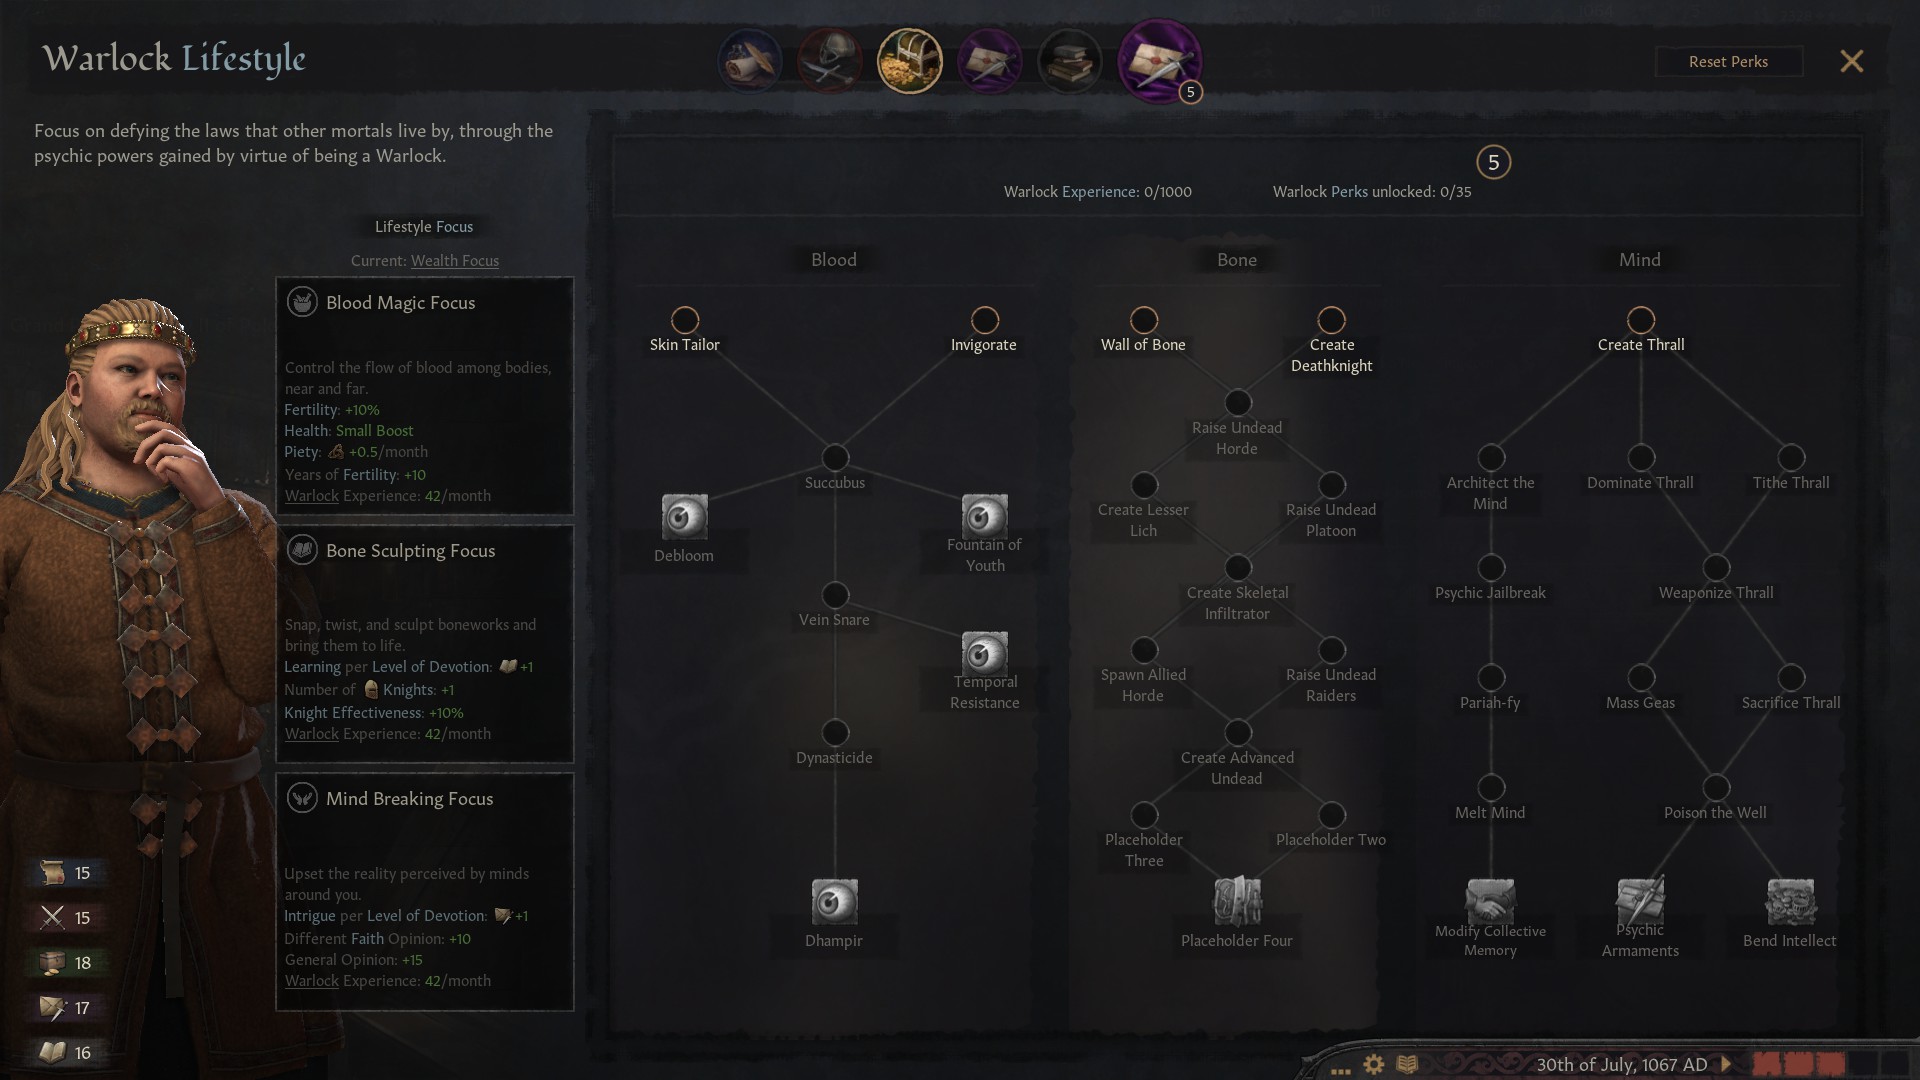 Warlock Lifestyle
5
Reset Perks
Focus on defying the laws that other mortals live by, through the
psychic powers gained by virtue of being a Warlock.
5
Warlock Experience: 0/1000
Warlock Perks unlocked: 0/35
Lifestyle Focus
Current: Wealth Focus
Blood Magic Focus
Control the flow of blood among bodies,
near and far.
Fertility: +10%
Health: Small Boost
Piety: +0.5/month
Years of Fertility: +10
Warlock Experience: 42/month
Bone Sculpting Focus
Snap, twist, and sculpt boneworks and
bring them to life.
Learning per Level of Devotion: +1
Number of Knights: +1
Knight Effectiveness: +10%
Warlock Experience: 42/month
Mind Breaking Focus
Upset the reality perceived by minds
around you.
Intrigue per Level of Devotion: +1
Different Faith Opinion: +10
General Opinion: +15
Warlock Experience: 42/month
15
15
18
17
16
Blood
Skin Tailor
Invigorate
Succubus
Debloom
Fountain of
Youth
Vein Snare
Temporal
Resistance
Dynasticide
Dhampir
Bone
Wall of Bone
Create
Deathknight
Raise Undead
Horde
Create Lesser
Lich
Raise Undead
Platoon
Create Skeletal
Infiltrator
Spawn Allied
Horde
Raise Undead
Raiders
Create Advanced
Undead
Placeholder
Three
Placeholder Two
Placeholder Four
Mind
Create Thrall
Architect the
Mind
Dominate Thrall
Tithe Thrall
Psychic Jailbreak
Weaponize Thrall
Pariah-fy
Mass Geas
Sacrifice Thrall
Melt Mind
Poison the Well
Modify Collective
Memory
Psychic
Armaments
Bend Intellect
30th of July, 1067 AD